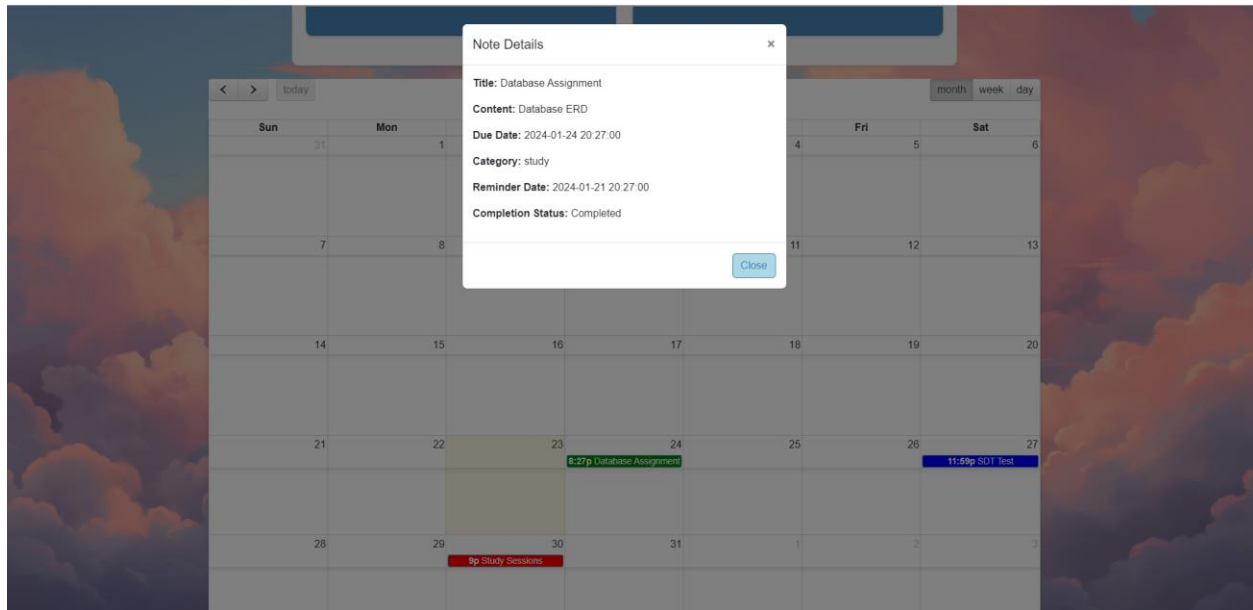 Note Details ×
Title: Database Assignment
Content: Database ERD
Due Date: 2024-01-24 20:27:00
Category: study
Reminder Date: 2024-01-21 20:27:00
Completion Status: Completed
Close
< > today month week day
Sun Mon Fri Sat
31 1 4 5 6
7 8 11 12 13
14 15 16 17 18 19 20
21 22 23 24 25 26 27
8:27p Database Assignment 11:59p SDT Test
28 29 30 31 1 2 3
9p Study Sessions